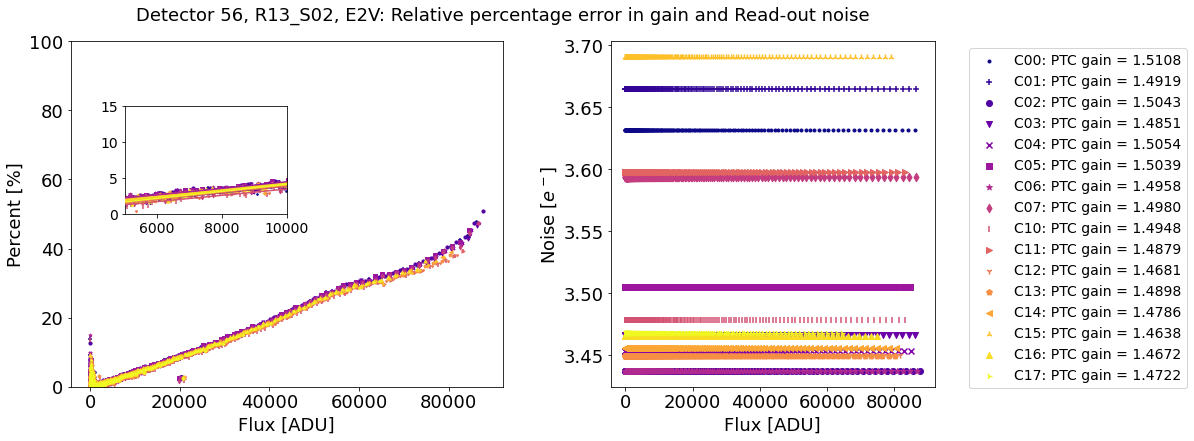 Detector 56, R13_S02, E2V: Relative percentage error in gain and Read-out noise
100
80
60
40
20
0
Percent [%]
15
10
5
0
6000 8000 10000
0 20000 40000 60000 80000
Flux [ADU]
3.70
3.65
3.60
3.55
3.50
3.45
Noise [e⁻]
0 20000 40000 60000 80000
Flux [ADU]
C00: PTC gain = 1.5108
C01: PTC gain = 1.4919
C02: PTC gain = 1.5043
C03: PTC gain = 1.4851
C04: PTC gain = 1.5054
C05: PTC gain = 1.5039
C06: PTC gain = 1.4958
C07: PTC gain = 1.4980
C10: PTC gain = 1.4948
C11: PTC gain = 1.4879
C12: PTC gain = 1.4681
C13: PTC gain = 1.4898
C14: PTC gain = 1.4786
C15: PTC gain = 1.4638
C16: PTC gain = 1.4672
C17: PTC gain = 1.4722